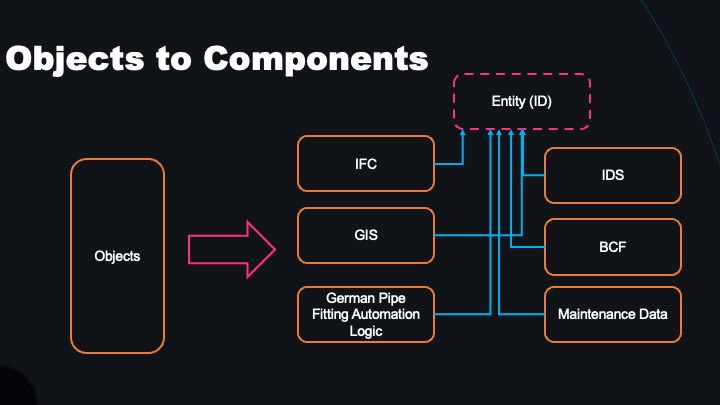 Objects to Components
Entity (ID)
IFC
IDS
GIS
BCF
Objects
German Pipe
Fitting Automation
Logic
Maintenance Data